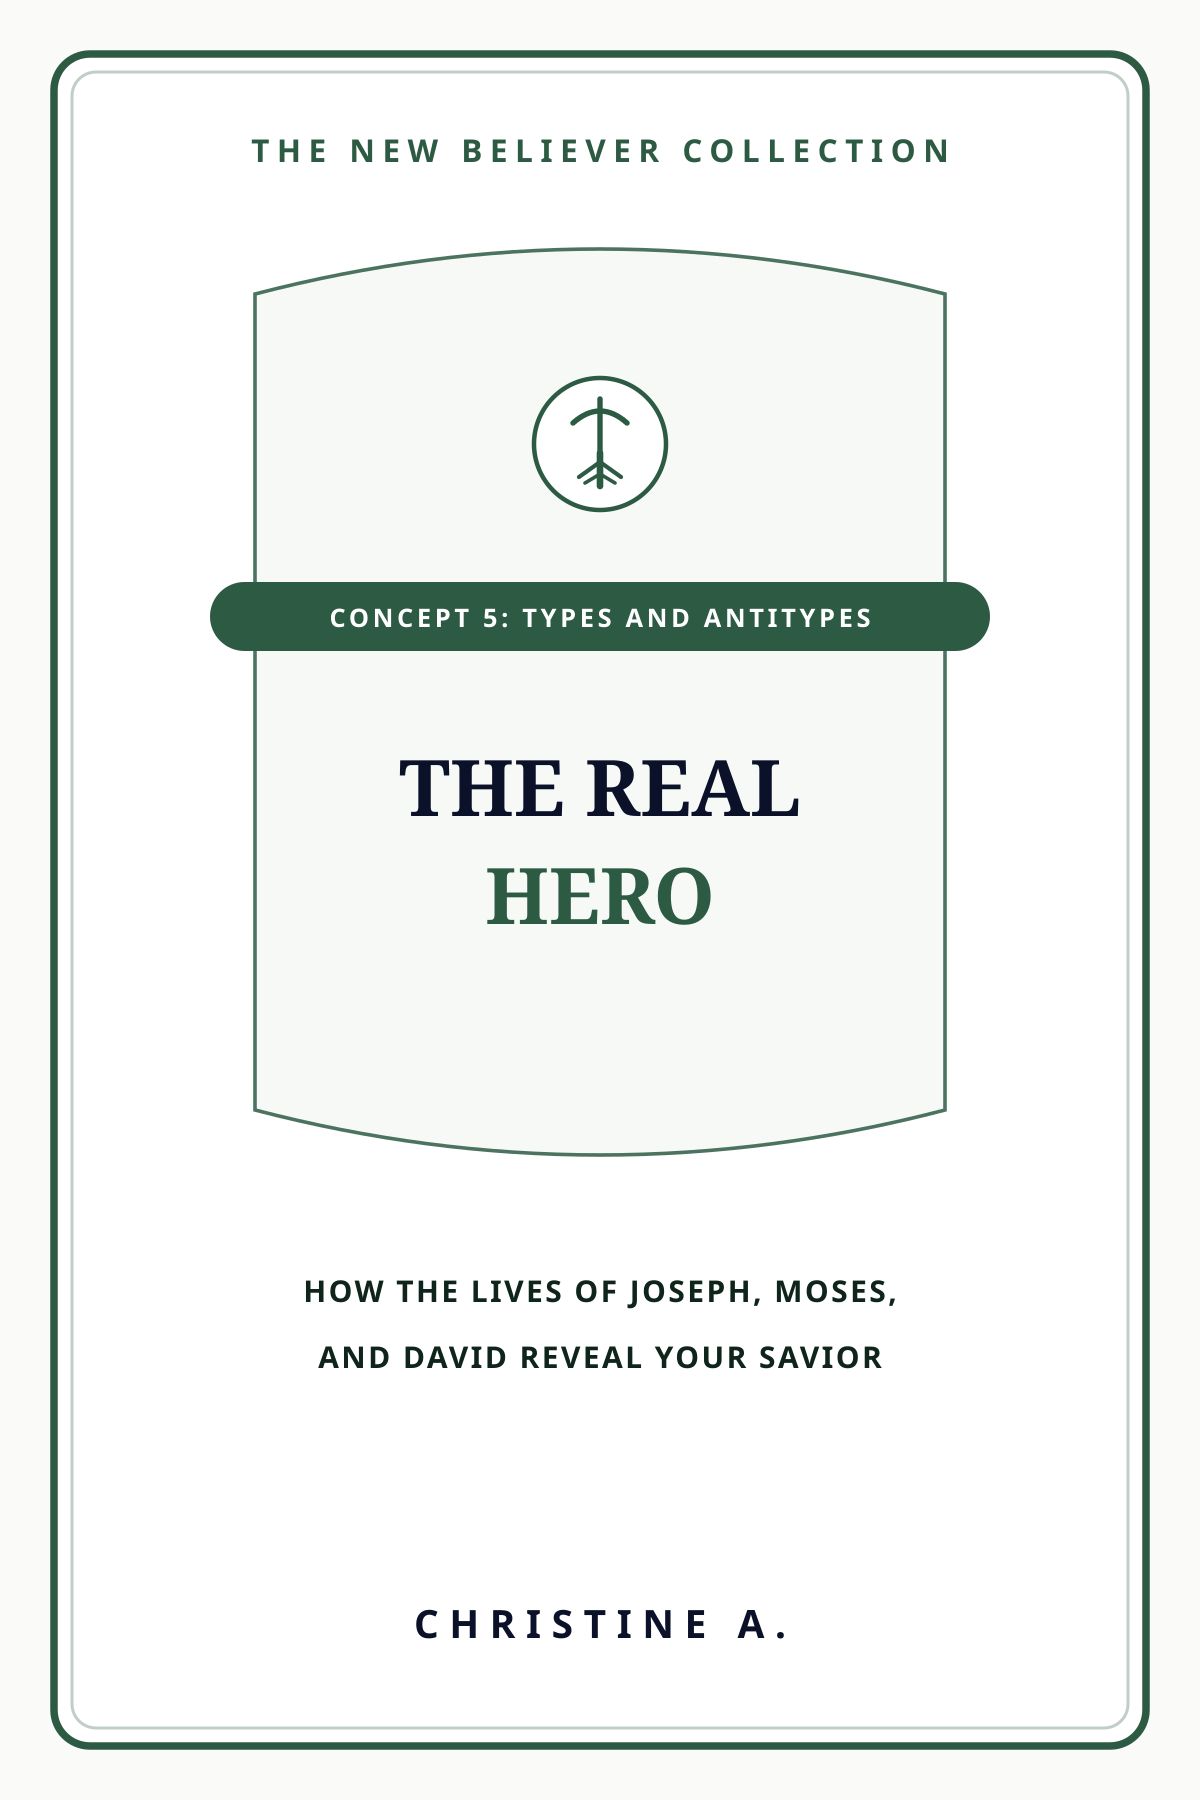 THE NEW BELIEVER COLLECTION
CONCEPT 5: TYPES AND ANTITYPES
THE REAL
HERO
HOW THE LIVES OF JOSEPH, MOSES,
AND DAVID REVEAL YOUR SAVIOR
CHRISTINE A.